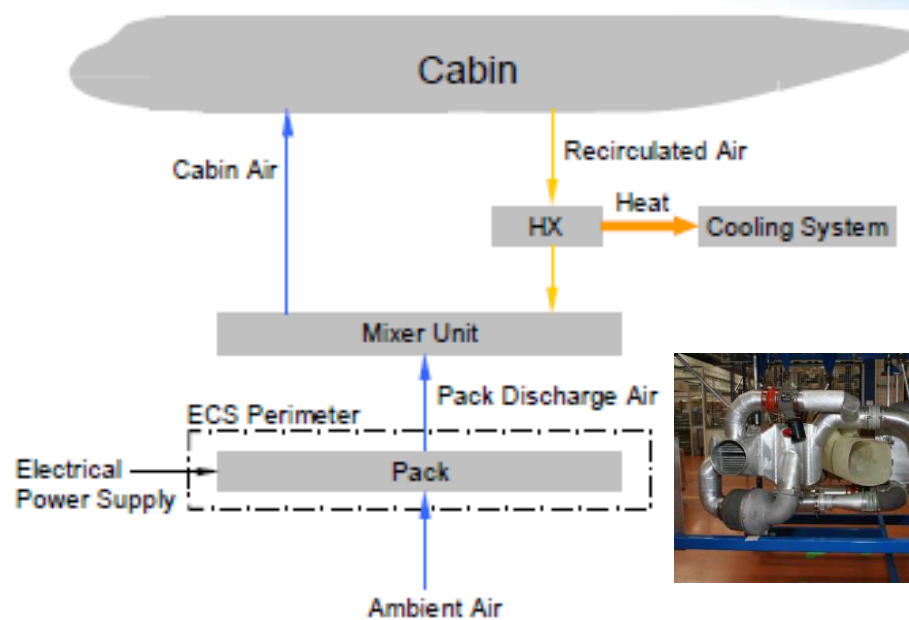 Cabin
Cabin Air
Recirculated Air
Heat
HX
Cooling System
Mixer Unit
Pack Discharge Air
ECS Perimeter
Electrical
Power Supply
Pack
Ambient Air